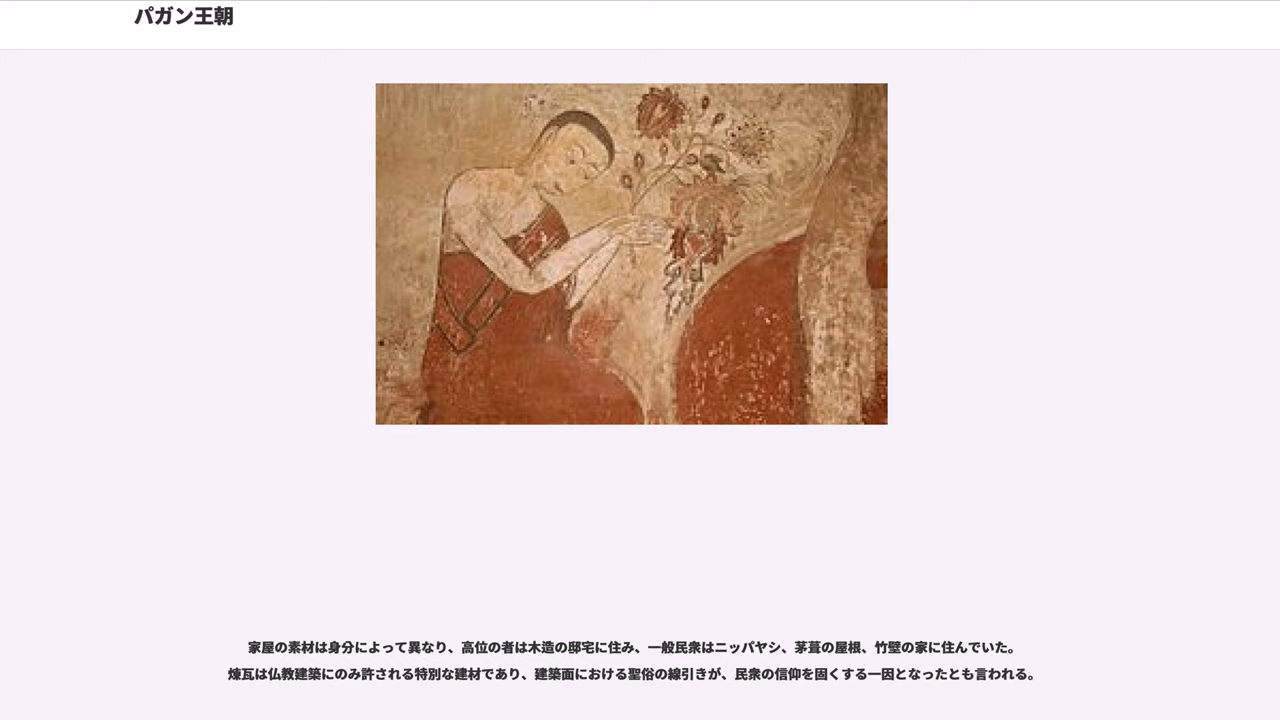 パガン王朝
家屋の素材は身分によって異なり、高位の者は木造の邸宅に住み、一般民衆はニッパヤシ、茅葺の屋根、竹壁の家に住んでいた。
煉瓦は仏教建築にのみ許される特別な建材であり、建築面における聖俗の線引きが、民衆の信仰を固くする一因となったとも言われる。